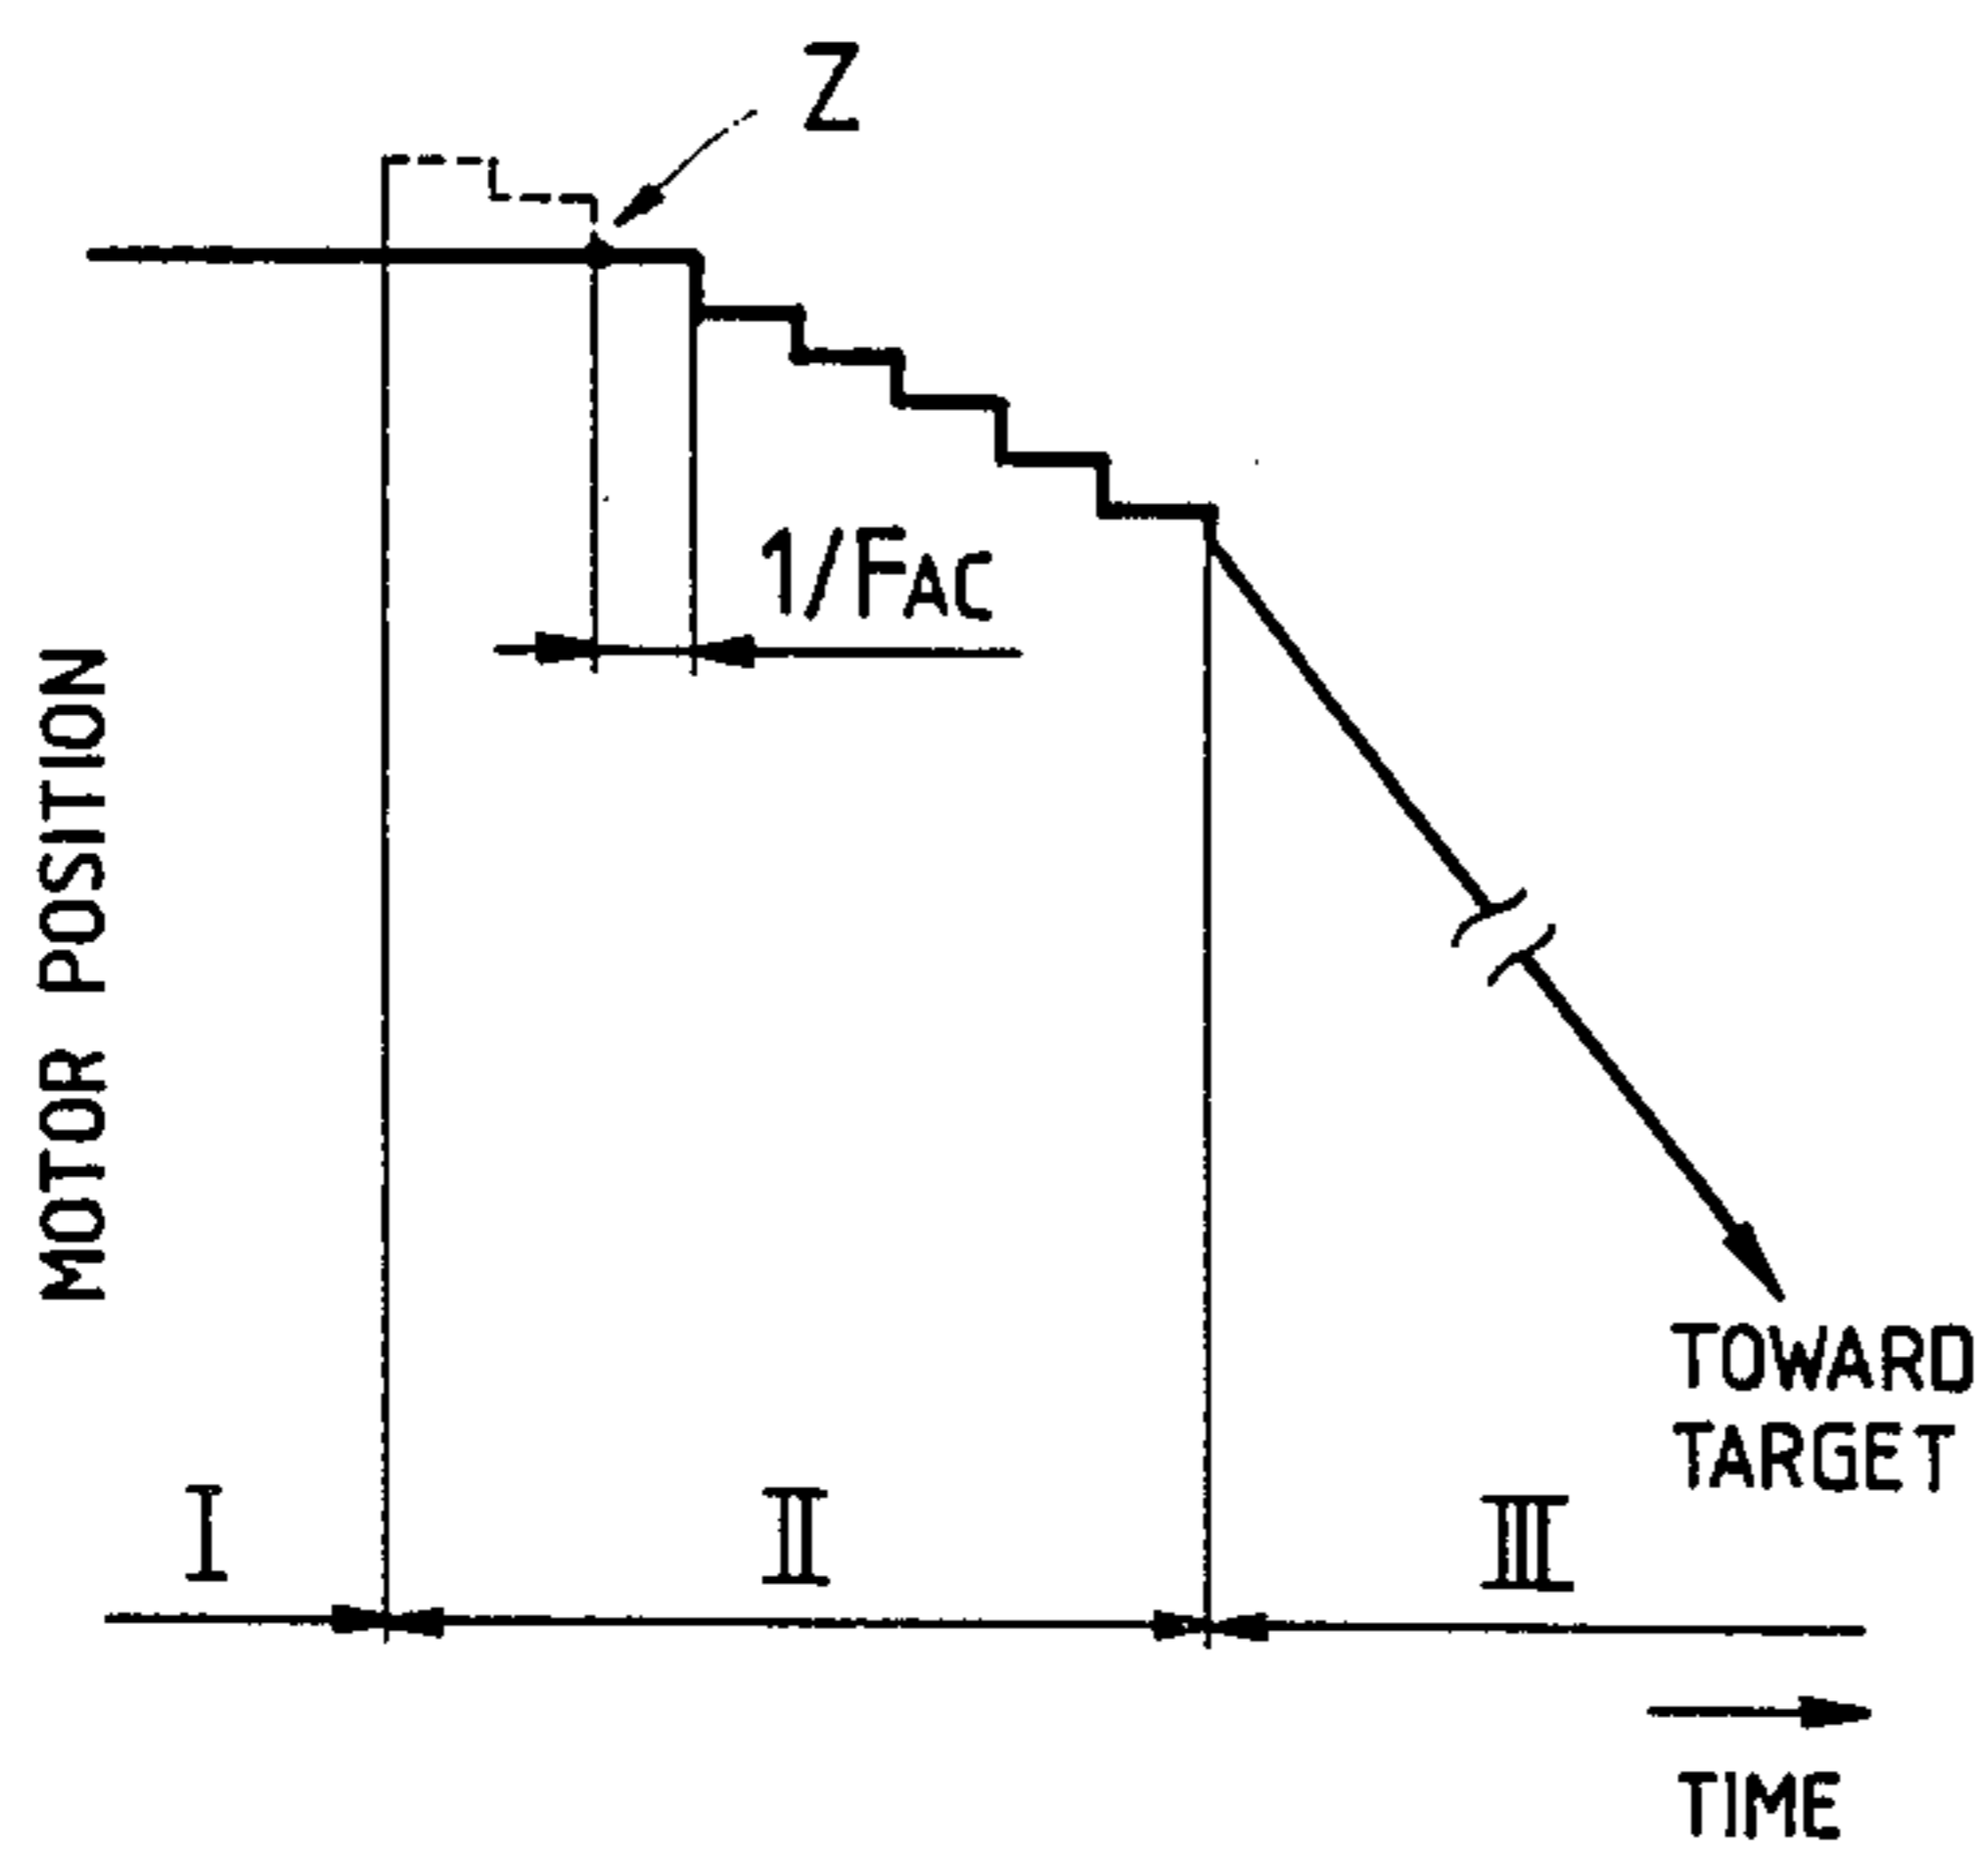 Z
1/FAC
MOTOR POSITION
TOWARD
TARGET
I
II
III
TIME